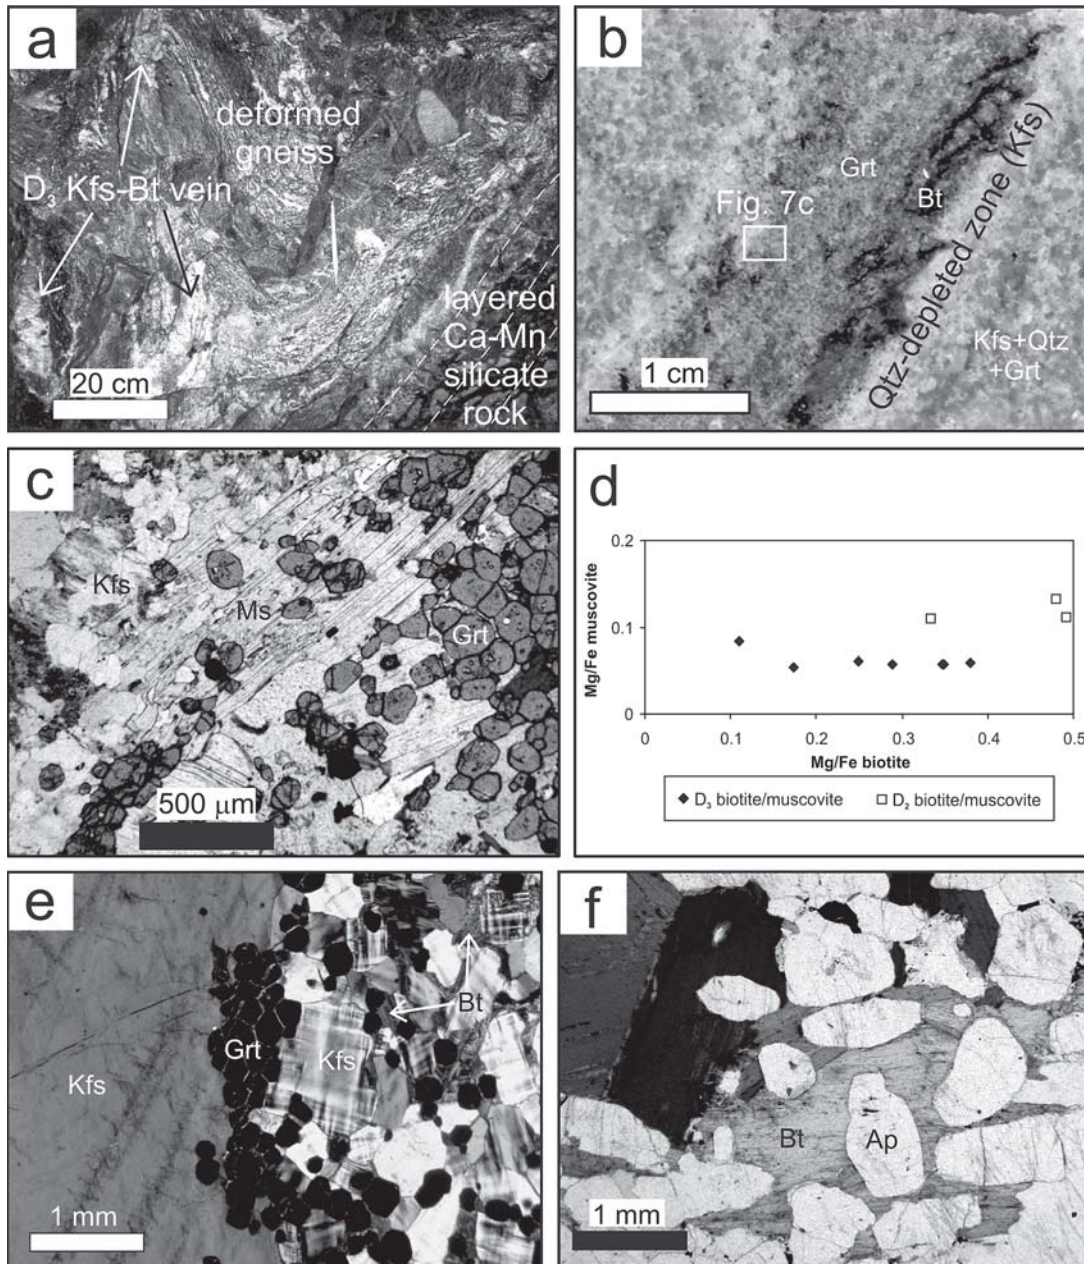 a
deformed
gneiss
D₃ Kfs-Bt vein
layered
Ca-Mn
silicate
rock
20 cm
b
Grt
Bt
Fig. 7c
Qtz-depleted zone (Kfs)
Kfs+Qtz
+Grt
1 cm
c
Kfs
Ms
Grt
500 μm
d
0.2
0.1
0
Mg/Fe muscovite
0 0.1 0.2 0.3 0.4 0.5
Mg/Fe biotite
◆ D₃ biotite/muscovite □ D₂ biotite/muscovite
e
Bt
Grt
Kfs
Kfs
1 mm
f
Bt
Ap
1 mm